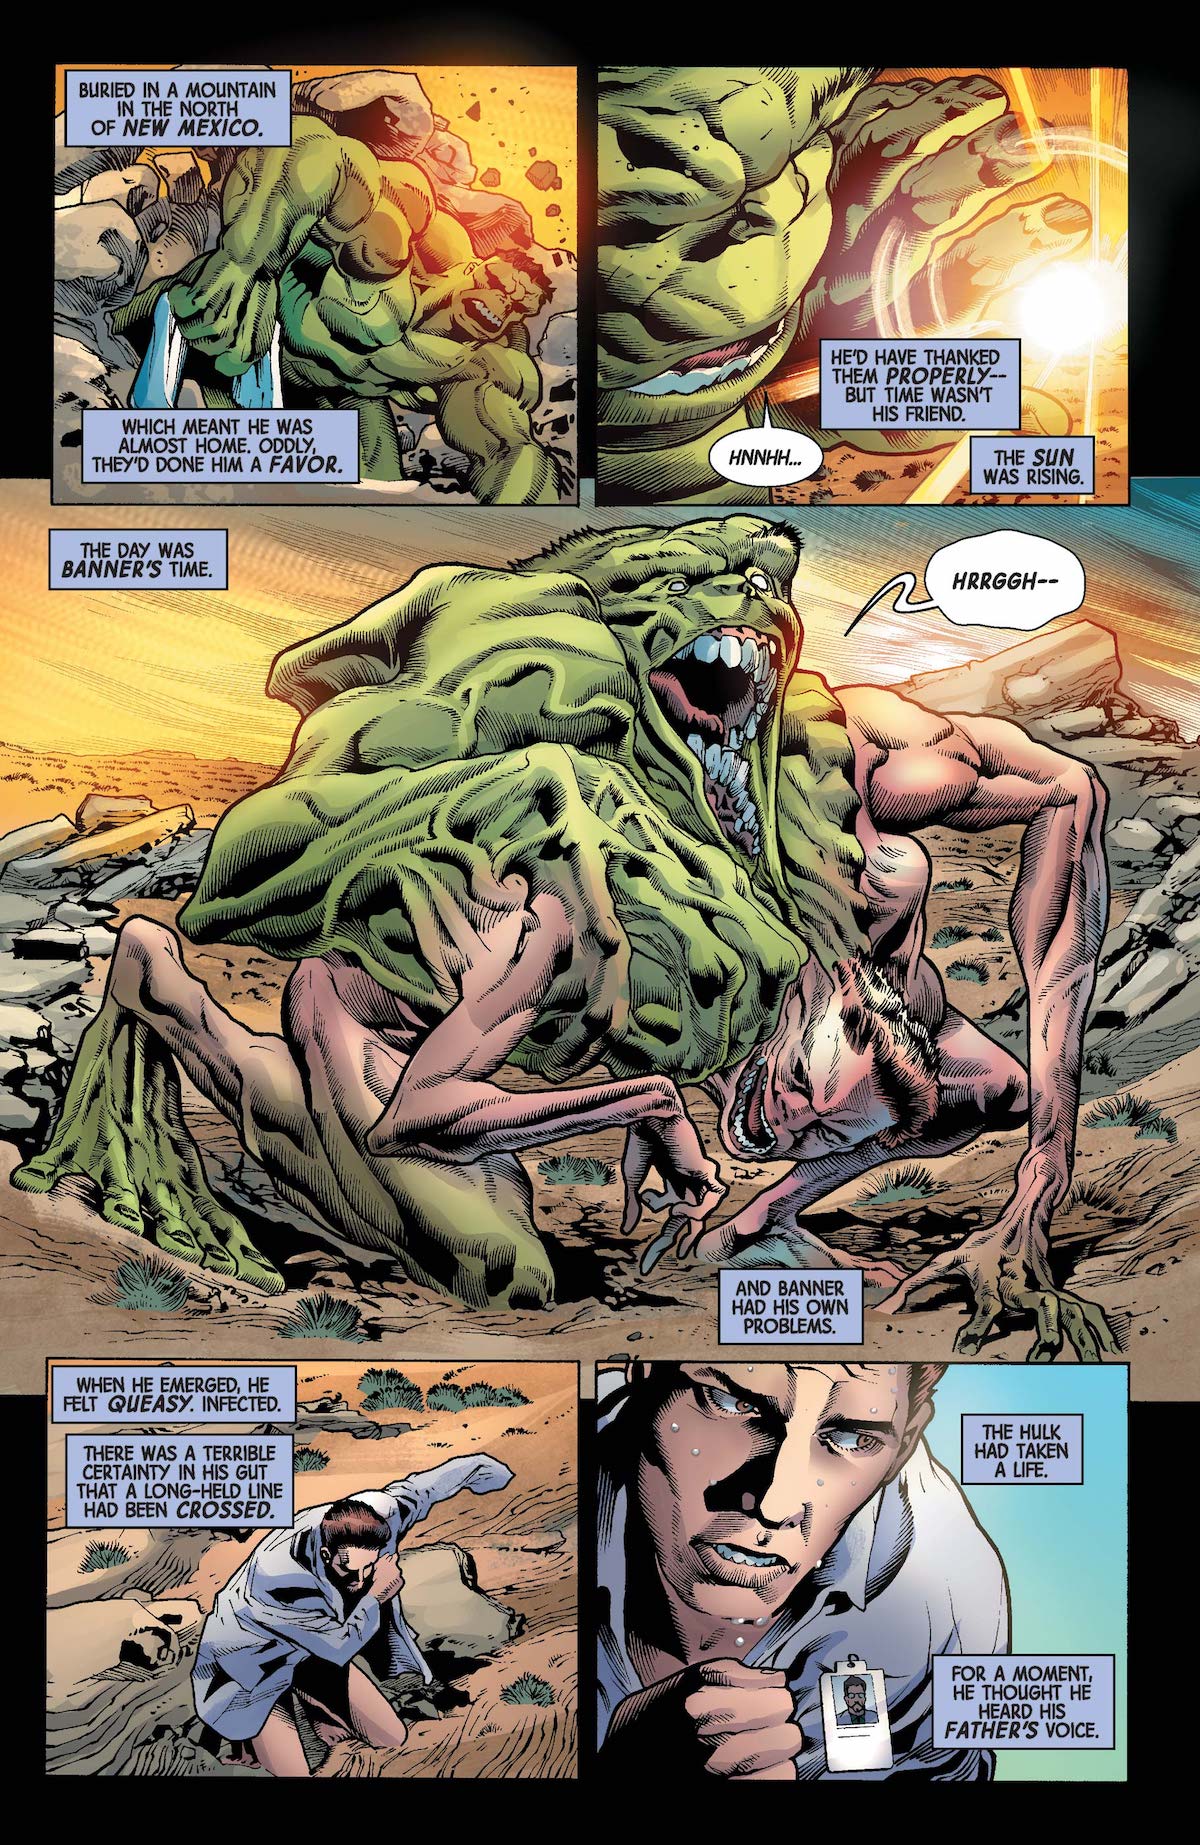 BURIED IN A MOUNTAIN
IN THE NORTH
OF NEW MEXICO.
WHICH MEANT HE WAS
ALMOST HOME. ODDLY,
THEY'D DONE HIM A FAVOR.
HE'D HAVE THANKED
THEM PROPERLY--
BUT TIME WASN'T
HIS FRIEND.
HNNHH...
THE SUN
WAS RISING.
THE DAY WAS
BANNER'S TIME.
HRRGGH--
AND BANNER
HAD HIS OWN
PROBLEMS.
WHEN HE EMERGED, HE
FELT QUEASY. INFECTED.
THERE WAS A TERRIBLE
CERTAINTY IN HIS GUT
THAT A LONG-HELD LINE
HAD BEEN CROSSED.
THE HULK
HAD TAKEN
A LIFE.
FOR A MOMENT,
HE THOUGHT HE
HEARD HIS
FATHER'S VOICE.